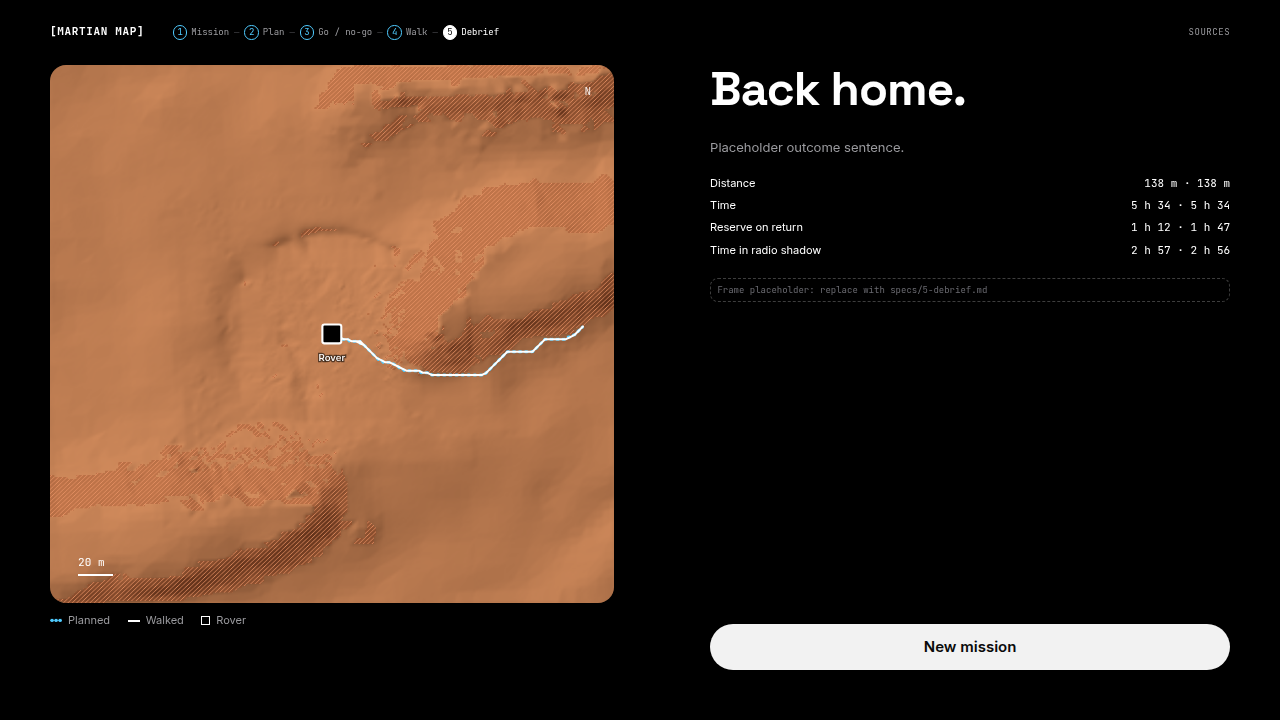 [MARTIAN MAP] 1 Mission — 2 Plan — 3 Go / no-go — 4 Walk — 5 Debrief SOURCES
N
Rover
20 m
Planned Walked Rover
Back home.
Placeholder outcome sentence.
Distance 138 m · 138 m
Time 5 h 34 · 5 h 34
Reserve on return 1 h 12 · 1 h 47
Time in radio shadow 2 h 57 · 2 h 56
Frame placeholder: replace with specs/5-debrief.md
New mission